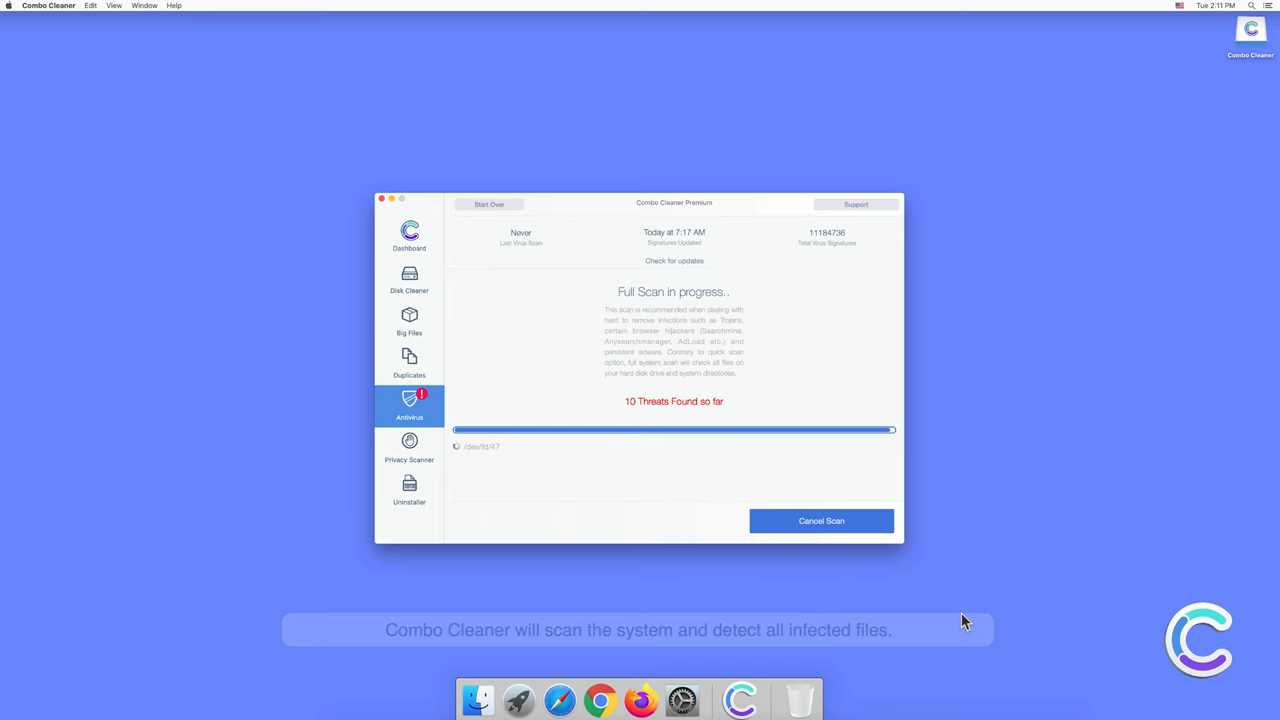 Combo Cleaner Edit View Window Help Tue 2:11 PM
Combo Cleaner
Start Over Combo Cleaner Premium Support
Never Today at 7:17 AM 11184736
Last Virus Scan Signatures Updated Total Virus Signatures
Check for updates
Dashboard
Disk Cleaner
Big Files
Duplicates
Antivirus
Privacy Scanner
Uninstaller
Full Scan in progress..
This scan is recommended when dealing with
hard to remove infections such as Trojans,
certain browser hijackers (Searchmine,
Anysearchmanager, AdLoad etc.) and
persistent adware. Contrary to quick scan
option, full system scan will check all files on
your hard disk drive and system directories.
10 Threats Found so far
/dev/fd/47
Cancel Scan
Combo Cleaner will scan the system and detect all infected files.